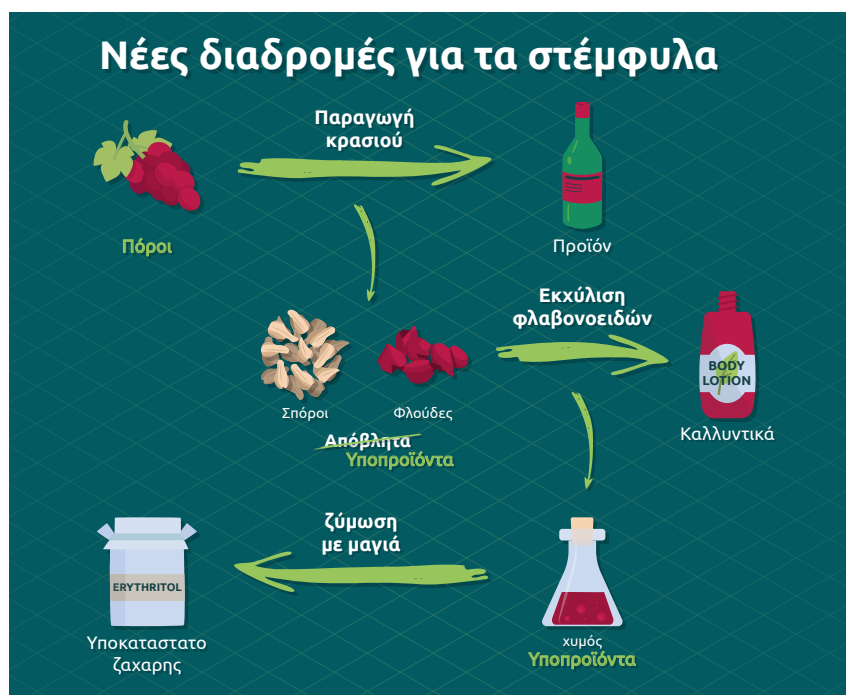 Νέες διαδρομές για τα στέμφυλα
Παραγωγή
κρασιού
Πόροι
Προϊόν
Εκχύλιση
φλαβονοειδών
BODY
LOTION
Σπόροι
Φλούδες
Καλλυντικά
Απόβλητα
Υποπροϊόντα
ζύμωση
με μαγιά
ERYTHRITOL
Υποκαταστατο
ζαχαρης
χυμός
Υποπροϊόντα